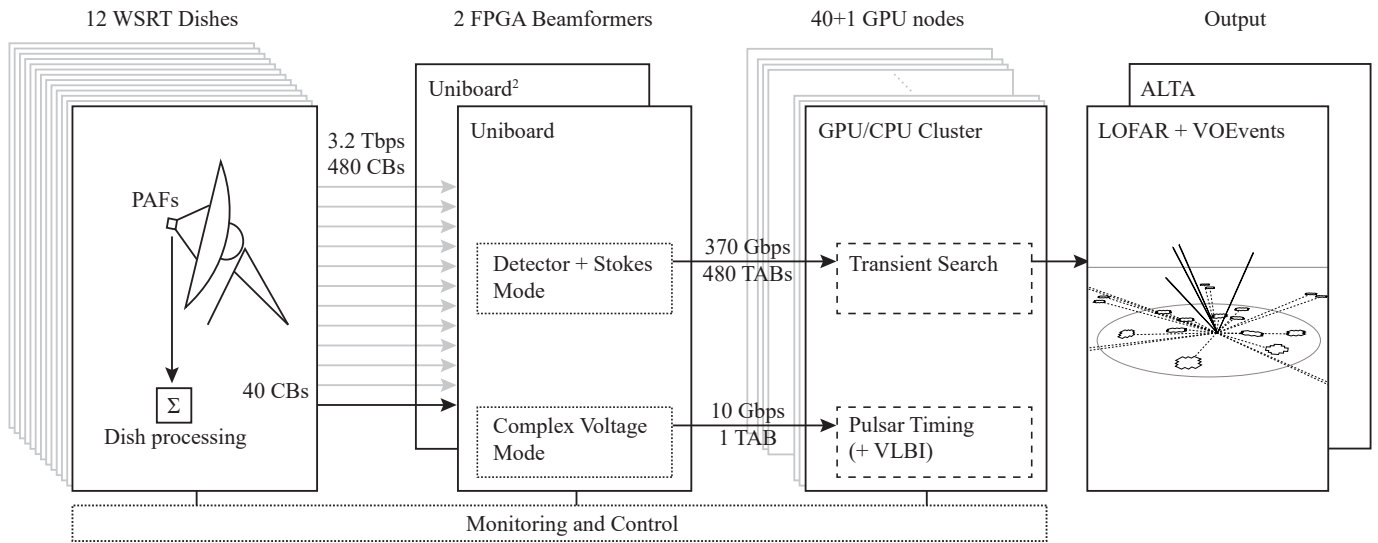 12 WSRT Dishes
2 FPGA Beamformers
40+1 GPU nodes
Output
Uniboard²
ALTA
Uniboard
GPU/CPU Cluster
LOFAR + VOEvents
3.2 Tbps
480 CBs
PAFs
370 Gbps
480 TABs
Detector + Stokes
Mode
Transient Search
40 CBs
Σ
Dish processing
10 Gbps
1 TAB
Complex Voltage
Mode
Pulsar Timing
(+ VLBI)
Monitoring and Control